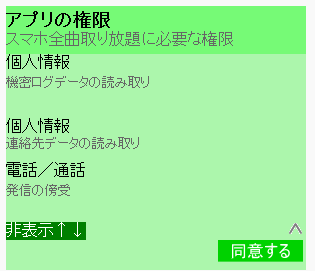 アプリの権限
スマホ全曲取り放題に必要な権限
個人情報
機密ログデータの読み取り
個人情報
連絡先データの読み取り
電話／通話
発信の傍受
非表示↑↓
同意する